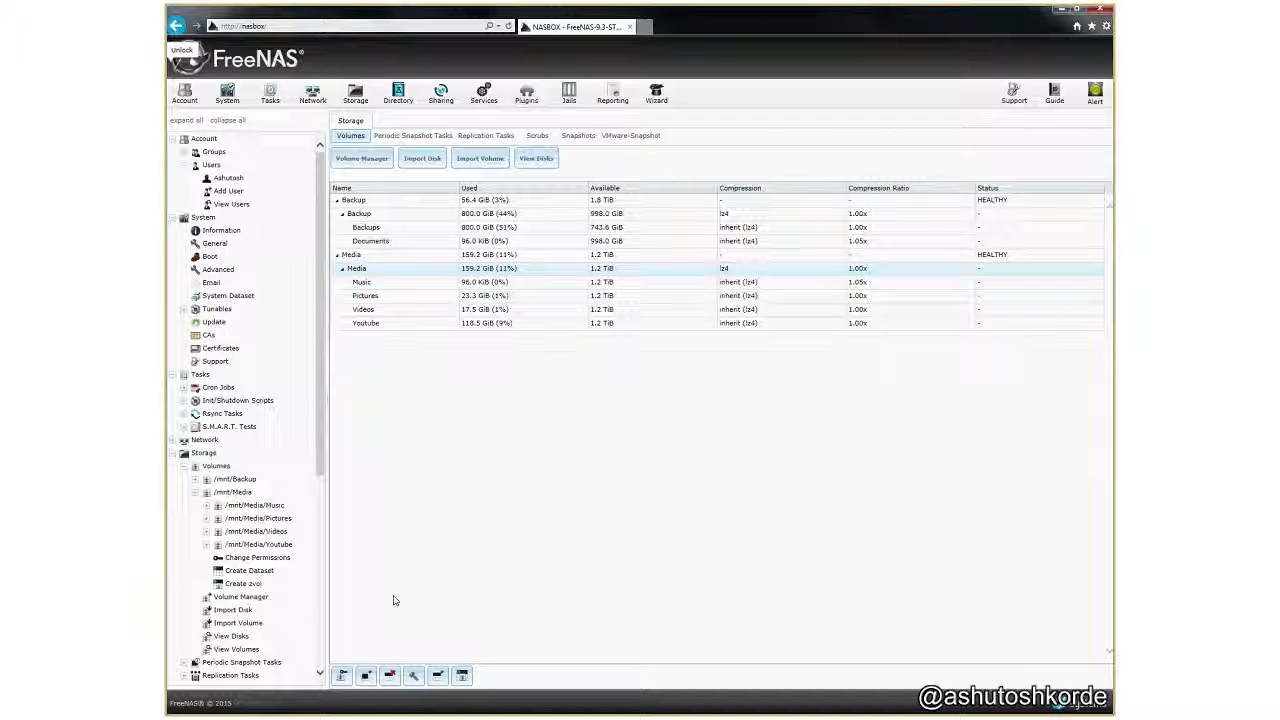 http://nasbox/
NASBOX - FreeNAS-9.3-ST...
Unlock
FreeNAS®
Account System Tasks Network Storage Directory Sharing Services Plugins Jails Reporting Wizard Support Guide Alert
expand all collapse all
Account
Groups
Users
Ashutosh
Add User
View Users
System
Information
General
Boot
Advanced
Email
System Dataset
Tunables
Update
CAs
Certificates
Support
Tasks
Cron Jobs
Init/Shutdown Scripts
Rsync Tasks
S.M.A.R.T. Tests
Network
Storage
Volumes
/mnt/Backup
/mnt/Media
/mnt/Media/Music
/mnt/Media/Pictures
/mnt/Media/Videos
/mnt/Media/Youtube
Change Permissions
Create Dataset
Create zvol
Volume Manager
Import Disk
Import Volume
View Disks
View Volumes
Periodic Snapshot Tasks
Replication Tasks
Storage
Volumes Periodic Snapshot Tasks Replication Tasks Scrubs Snapshots VMware-Snapshot
Volume Manager Import Disk Import Volume View Disks
Name Used Available Compression Compression Ratio Status
Backup 56.4 GiB (3%) 1.8 TiB - - HEALTHY
Backup 800.0 GiB (44%) 998.0 GiB lz4 1.00x -
Backups 800.0 GiB (51%) 743.6 GiB inherit (lz4) 1.00x -
Documents 96.0 KiB (0%) 998.0 GiB inherit (lz4) 1.05x -
Media 159.2 GiB (11%) 1.2 TiB - - HEALTHY
Media 159.2 GiB (11%) 1.2 TiB lz4 1.00x -
Music 96.0 KiB (0%) 1.2 TiB inherit (lz4) 1.05x -
Pictures 23.3 GiB (1%) 1.2 TiB inherit (lz4) 1.00x -
Videos 17.5 GiB (1%) 1.2 TiB inherit (lz4) 1.00x -
Youtube 118.5 GiB (9%) 1.2 TiB inherit (lz4) 1.00x -
FreeNAS® © 2015
@ashutoshkorde